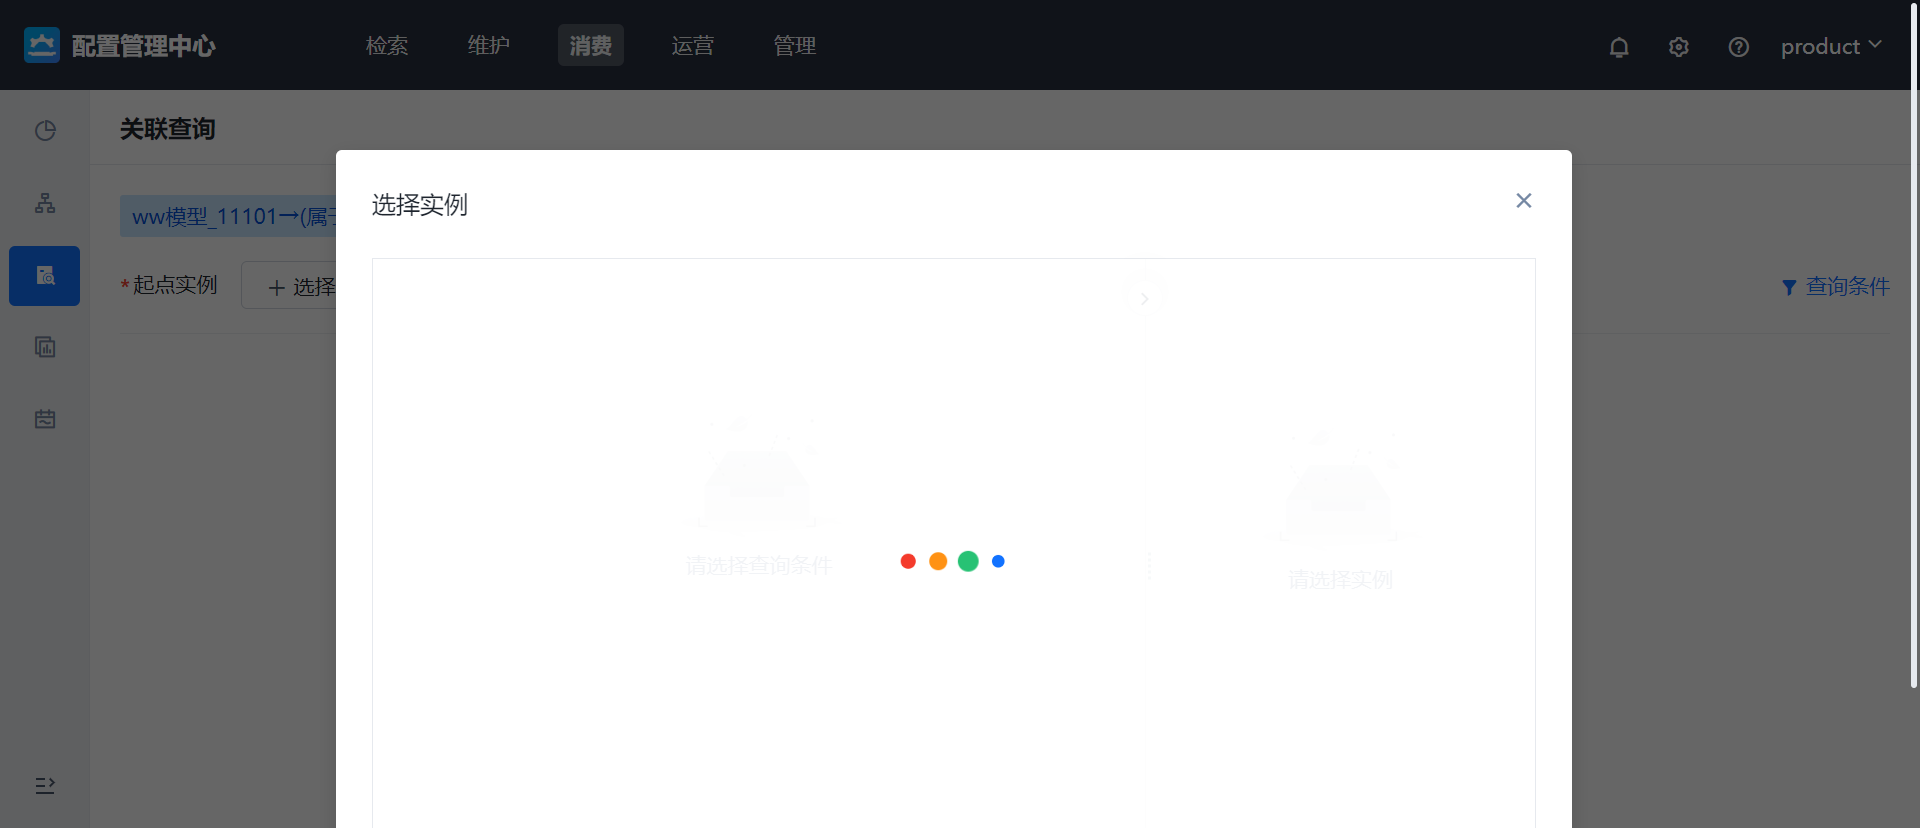 配置管理中心
检索
维护
消费
运营
管理
product
关联查询
ww模型_11101→(属于
*起点实例
+ 选择
查询条件
选择实例
请选择查询条件
请选择实例